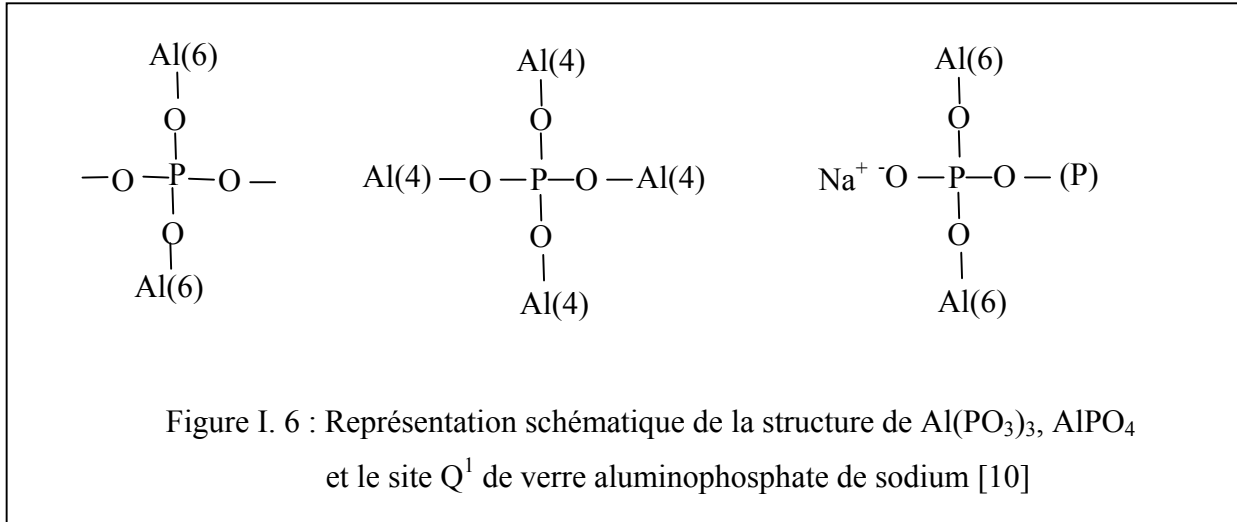 Al(6) Al(4) Al(6)
O O O
—O—P—O— Al(4)—O—P—O—Al(4) Na⁺ ⁻O—P—O—(P)
O O O
Al(6) Al(4) Al(6)
Figure I. 6 : Représentation schématique de la structure de Al(PO₃)₃, AlPO₄
et le site Q¹ de verre aluminophosphate de sodium [10]